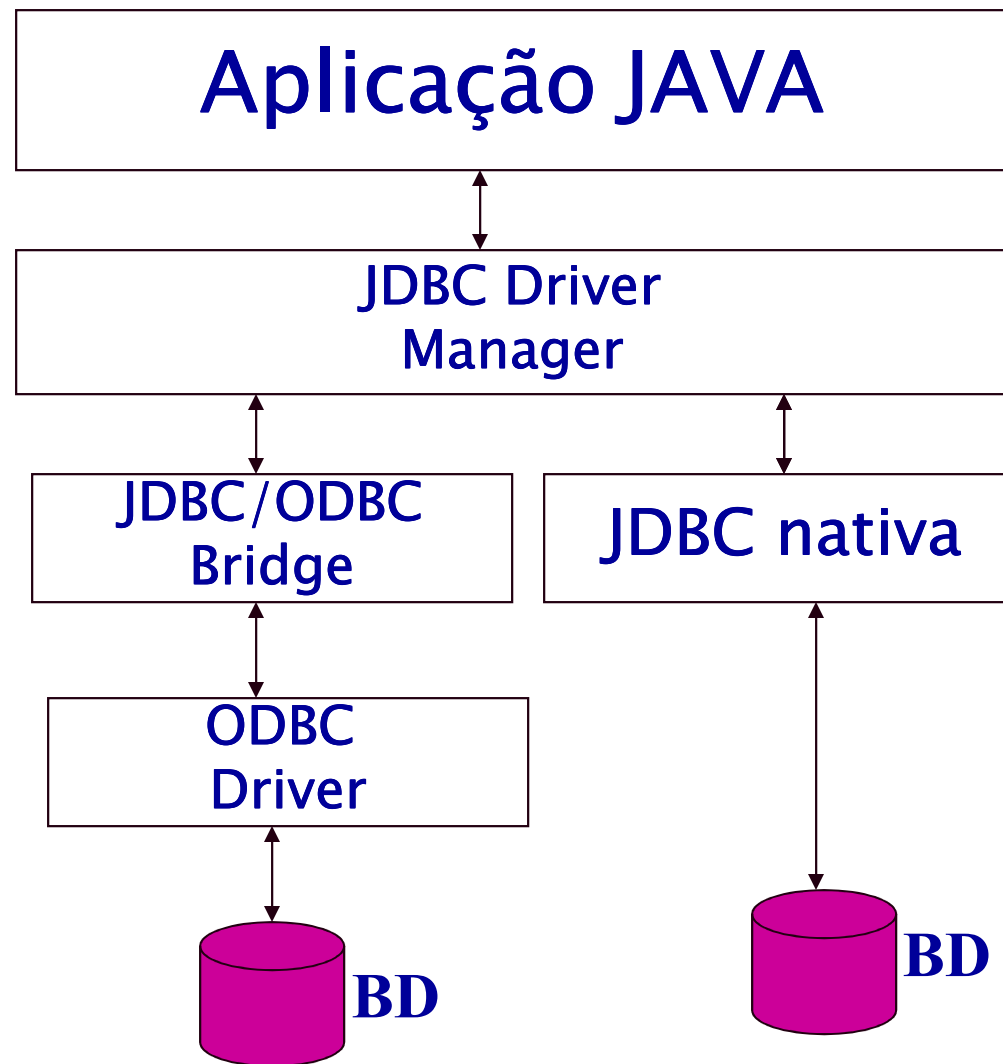 Aplicação JAVA
JDBC Driver
Manager
JDBC/ODBC
Bridge
JDBC nativa
ODBC
Driver
BD
BD